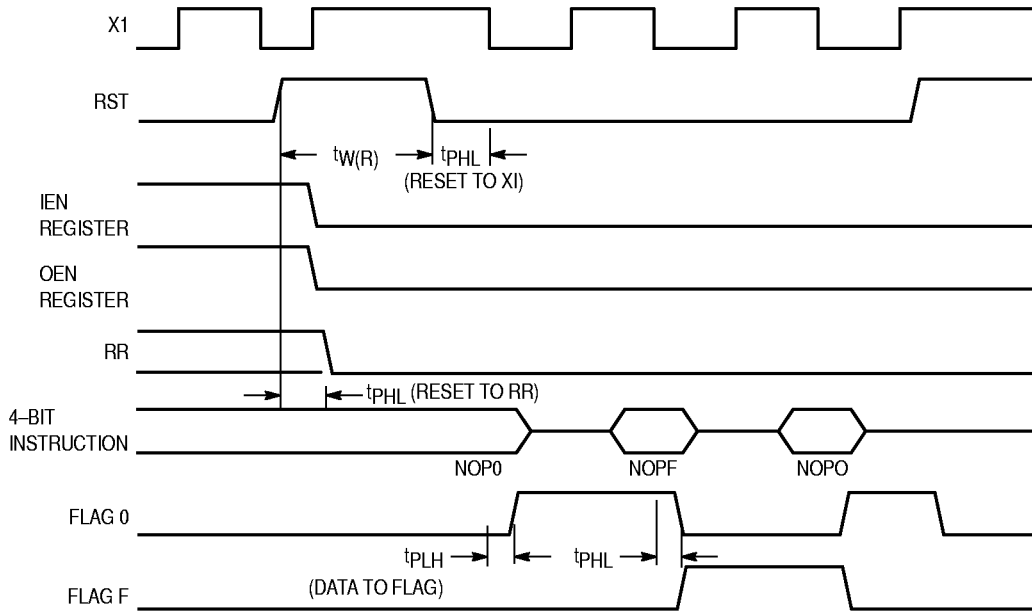 X1
RST
tW(R)
tPHL
(RESET TO XI)
IEN
REGISTER
OEN
REGISTER
RR
tPHL (RESET TO RR)
4–BIT
INSTRUCTION
NOP0
NOPF
NOPO
FLAG 0
tPLH
tPHL
(DATA TO FLAG)
FLAG F